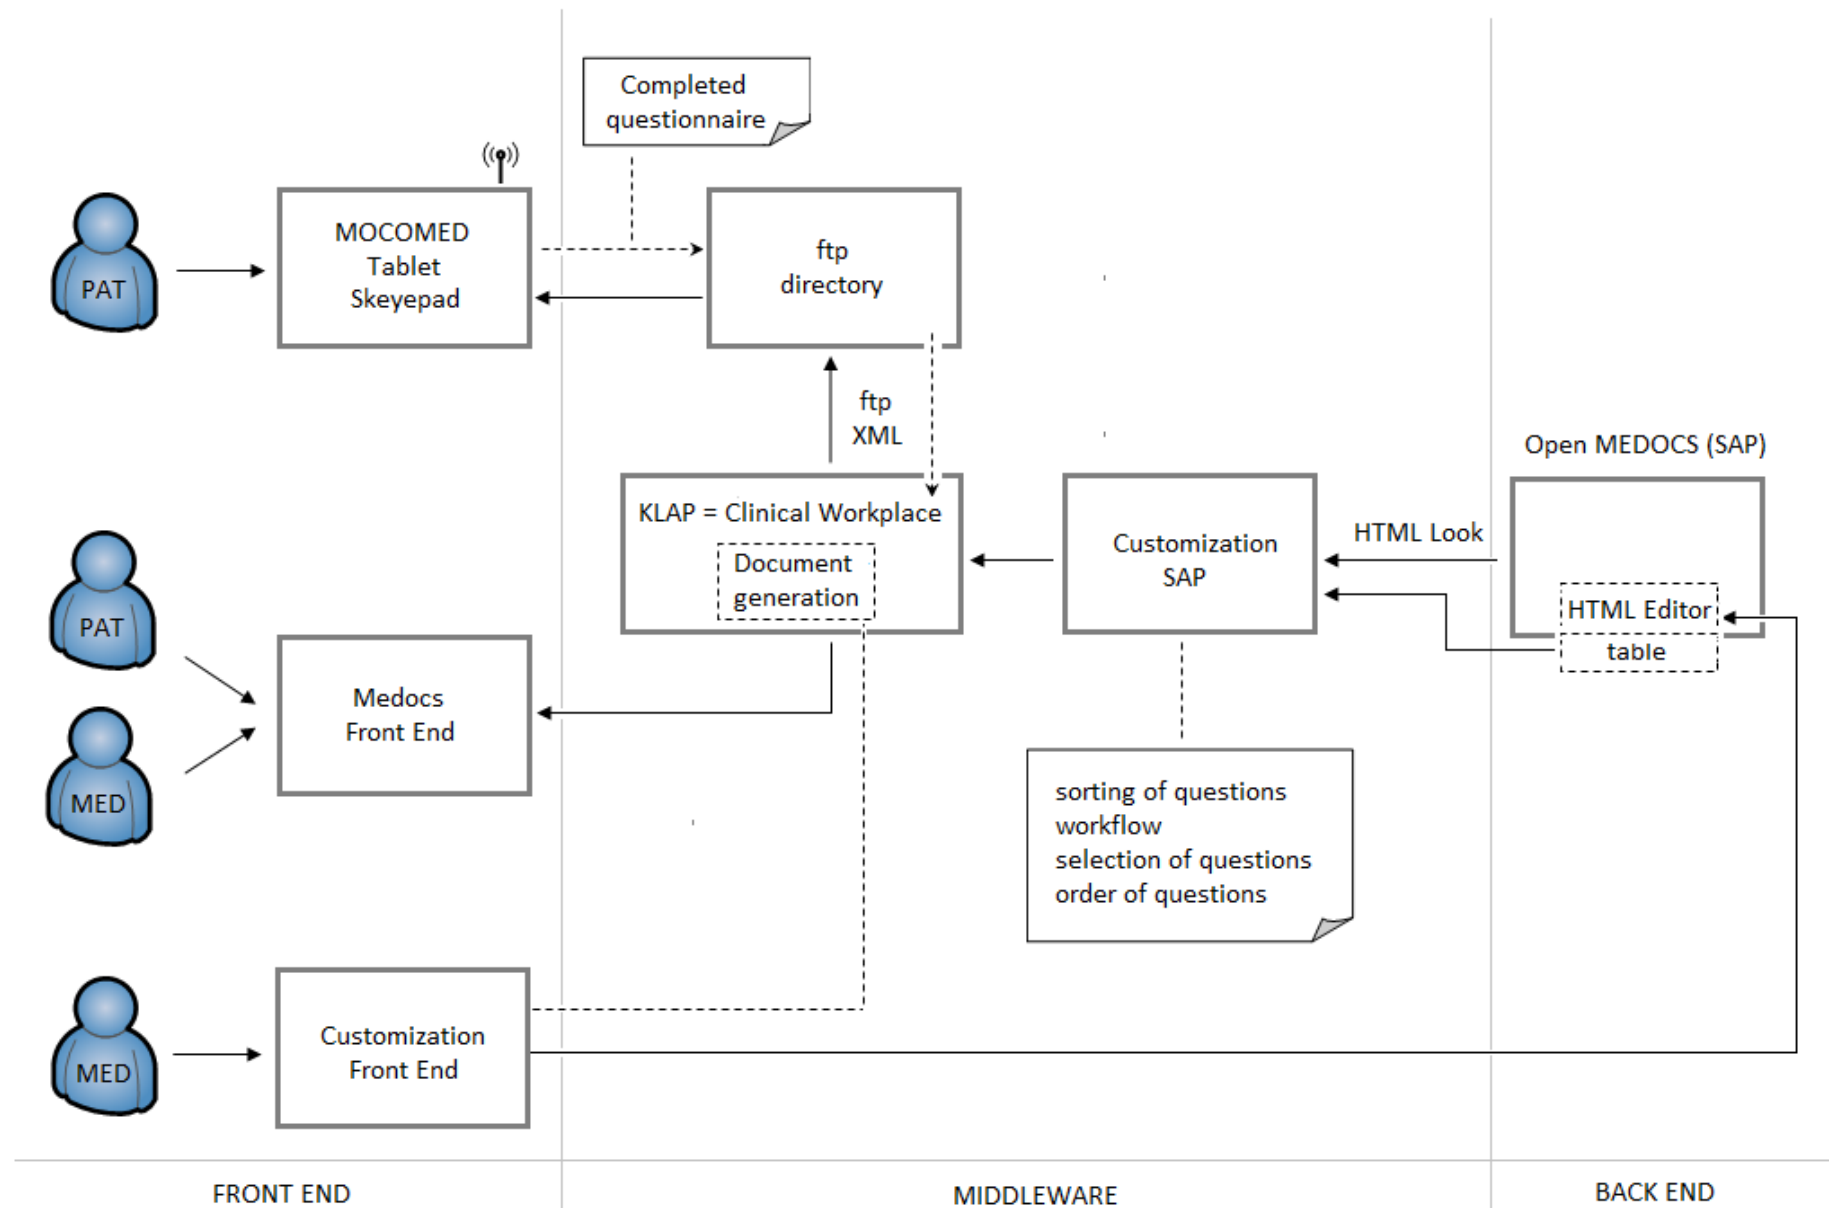 Completed
questionnaire
PAT
MOCOMED
Tablet
Skeyepad
ftp
directory
ftp
XML
Open MEDOCS (SAP)
KLAP = Clinical Workplace
Document
generation
Customization
SAP
HTML Look
HTML Editor
table
PAT
MED
Medocs
Front End
sorting of questions
workflow
selection of questions
order of questions
MED
Customization
Front End
FRONT END
MIDDLEWARE
BACK END